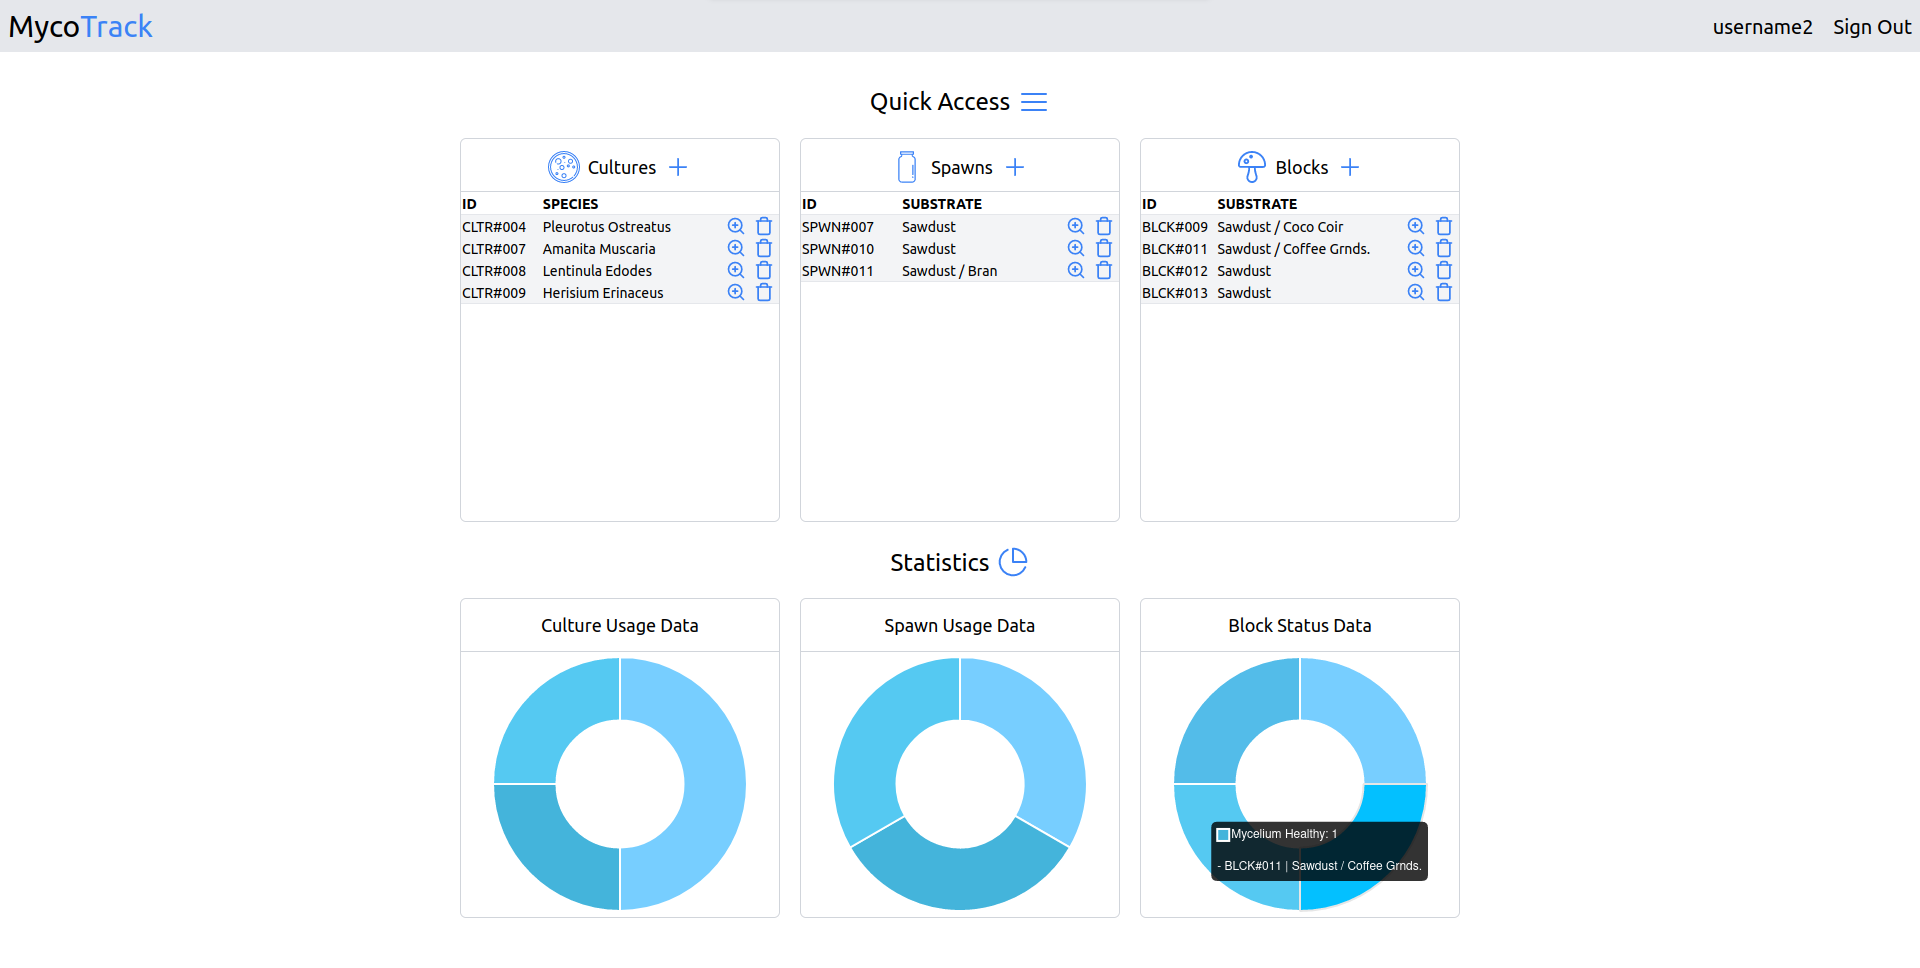 MycoTrack
username2 Sign Out
Quick Access
Cultures
ID SPECIES
CLTR#004 Pleurotus Ostreatus
CLTR#007 Amanita Muscaria
CLTR#008 Lentinula Edodes
CLTR#009 Herisium Erinaceus
Spawns
ID SUBSTRATE
SPWN#007 Sawdust
SPWN#010 Sawdust
SPWN#011 Sawdust / Bran
Blocks
ID SUBSTRATE
BLCK#009 Sawdust / Coco Coir
BLCK#011 Sawdust / Coffee Grnds.
BLCK#012 Sawdust
BLCK#013 Sawdust
Statistics
Culture Usage Data
Spawn Usage Data
Block Status Data
Mycelium Healthy: 1
- BLCK#011 | Sawdust / Coffee Grnds.